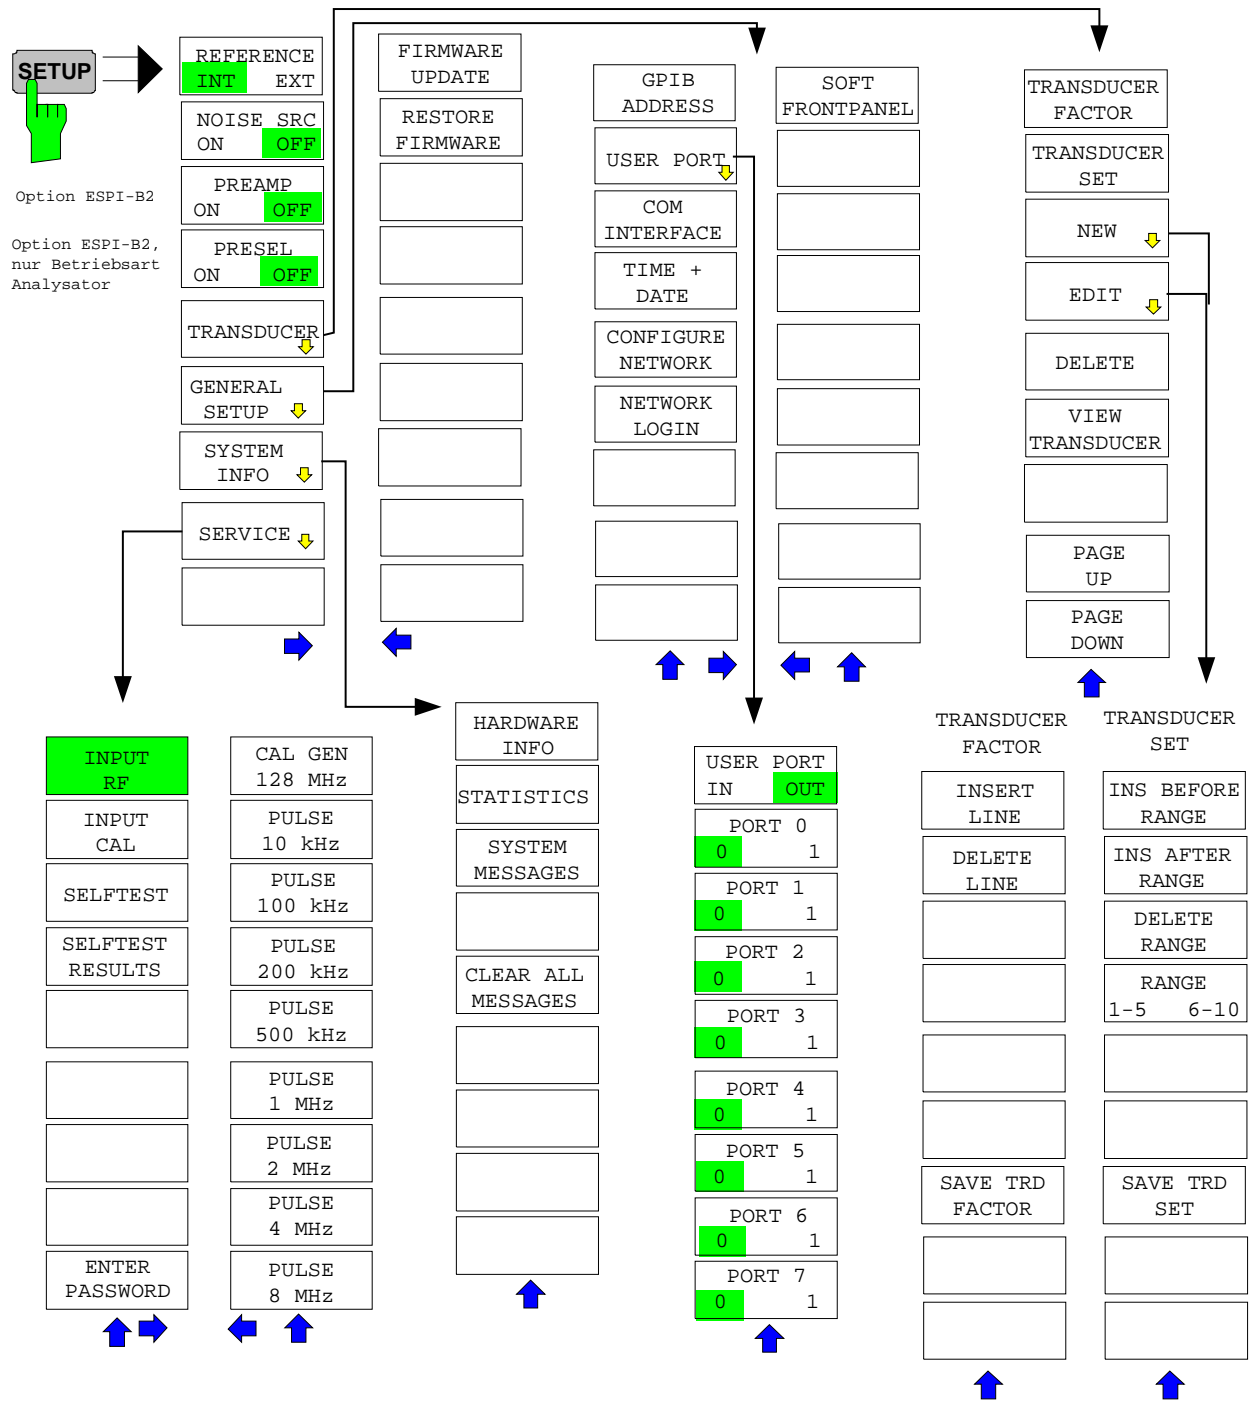 SETUP
Option ESPI-B2
Option ESPI-B2,
nur Betriebsart
Analysator
REFERENCE
INT EXT
NOISE SRC
ON OFF
PREAMP
ON OFF
PRESEL
ON OFF
TRANSDUCER
GENERAL
SETUP
SYSTEM
INFO
SERVICE
FIRMWARE
UPDATE
RESTORE
FIRMWARE
GPIB
ADDRESS
USER PORT
COM
INTERFACE
TIME +
DATE
CONFIGURE
NETWORK
NETWORK
LOGIN
SOFT
FRONTPANEL
TRANSDUCER
FACTOR
TRANSDUCER
SET
NEW
EDIT
DELETE
VIEW
TRANSDUCER
PAGE
UP
PAGE
DOWN
INPUT
RF
INPUT
CAL
SELFTEST
SELFTEST
RESULTS
ENTER
PASSWORD
CAL GEN
128 MHz
PULSE
10 kHz
PULSE
100 kHz
PULSE
200 kHz
PULSE
500 kHz
PULSE
1 MHz
PULSE
2 MHz
PULSE
4 MHz
PULSE
8 MHz
HARDWARE
INFO
STATISTICS
SYSTEM
MESSAGES
CLEAR ALL
MESSAGES
USER PORT
IN OUT
PORT 0
0 1
PORT 1
0 1
PORT 2
0 1
PORT 3
0 1
PORT 4
0 1
PORT 5
0 1
PORT 6
0 1
PORT 7
0 1
TRANSDUCER
FACTOR
INSERT
LINE
DELETE
LINE
SAVE TRD
FACTOR
TRANSDUCER
SET
INS BEFORE
RANGE
INS AFTER
RANGE
DELETE
RANGE
RANGE
1-5 6-10
SAVE TRD
SET